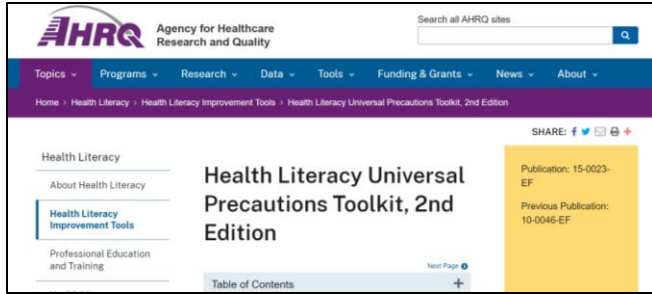 AHRQ
Agency for Healthcare
Research and Quality
Search all AHRQ sites
Topics Programs Research Data Tools Funding & Grants News About
Home › Health Literacy › Health Literacy Improvement Tools › Health Literacy Universal Precautions Toolkit, 2nd Edition
SHARE:
Health Literacy
About Health Literacy
Health Literacy
Improvement Tools
Professional Education
and Training
Health Literacy Universal
Precautions Toolkit, 2nd
Edition
Next Page
Table of Contents
Publication: 15-0023-
EF
Previous Publication:
10-0046-EF